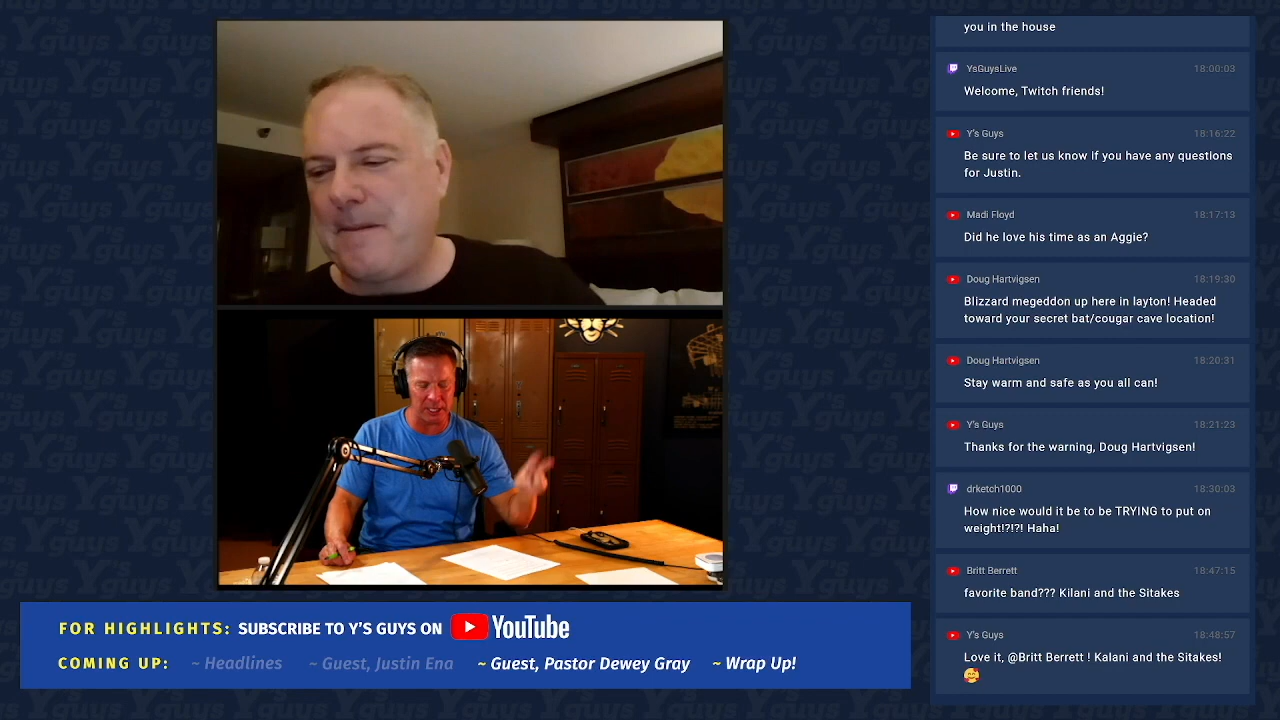 you in the house
YsGuysLive 18:00:03
Welcome, Twitch friends!
Y's Guys 18:16:22
Be sure to let us know if you have any questions
for Justin.
Madi Floyd 18:17:13
Did he love his time as an Aggie?
Doug Hartvigsen 18:19:30
Blizzard megeddon up here in layton! Headed
toward your secret bat/cougar cave location!
Doug Hartvigsen 18:20:31
Stay warm and safe as you all can!
Y's Guys 18:21:23
Thanks for the warning, Doug Hartvigsen!
drketch1000 18:30:03
How nice would it be to be TRYING to put on
weight!?!?! Haha!
Britt Berrett 18:47:15
favorite band??? Kilani and the Sitakes
Y's Guys 18:48:57
Love it, @Britt Berrett ! Kalani and the Sitakes!
FOR HIGHLIGHTS: SUBSCRIBE TO Y'S GUYS ON YouTube
COMING UP: ~ Headlines ~ Guest, Justin Ena ~ Guest, Pastor Dewey Gray ~ Wrap Up!